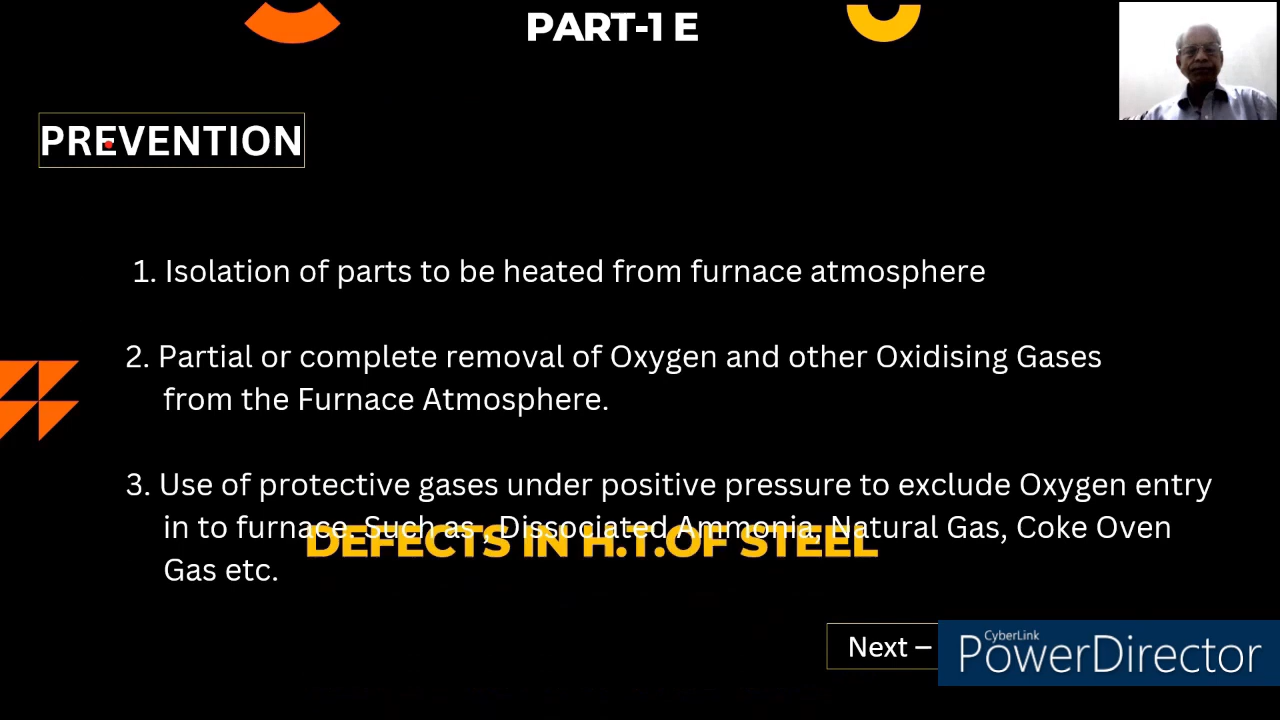 PART-1 E
PREVENTION
1. Isolation of parts to be heated from furnace atmosphere
2. Partial or complete removal of Oxygen and other Oxidising Gases
from the Furnace Atmosphere.
3. Use of protective gases under positive pressure to exclude Oxygen entry
in to furnace. Such as , Dissociated Ammonia, Natural Gas, Coke Oven
DEFECTS IN H.T.OF STEEL
Gas etc.
Next –
CyberLink
PowerDirector